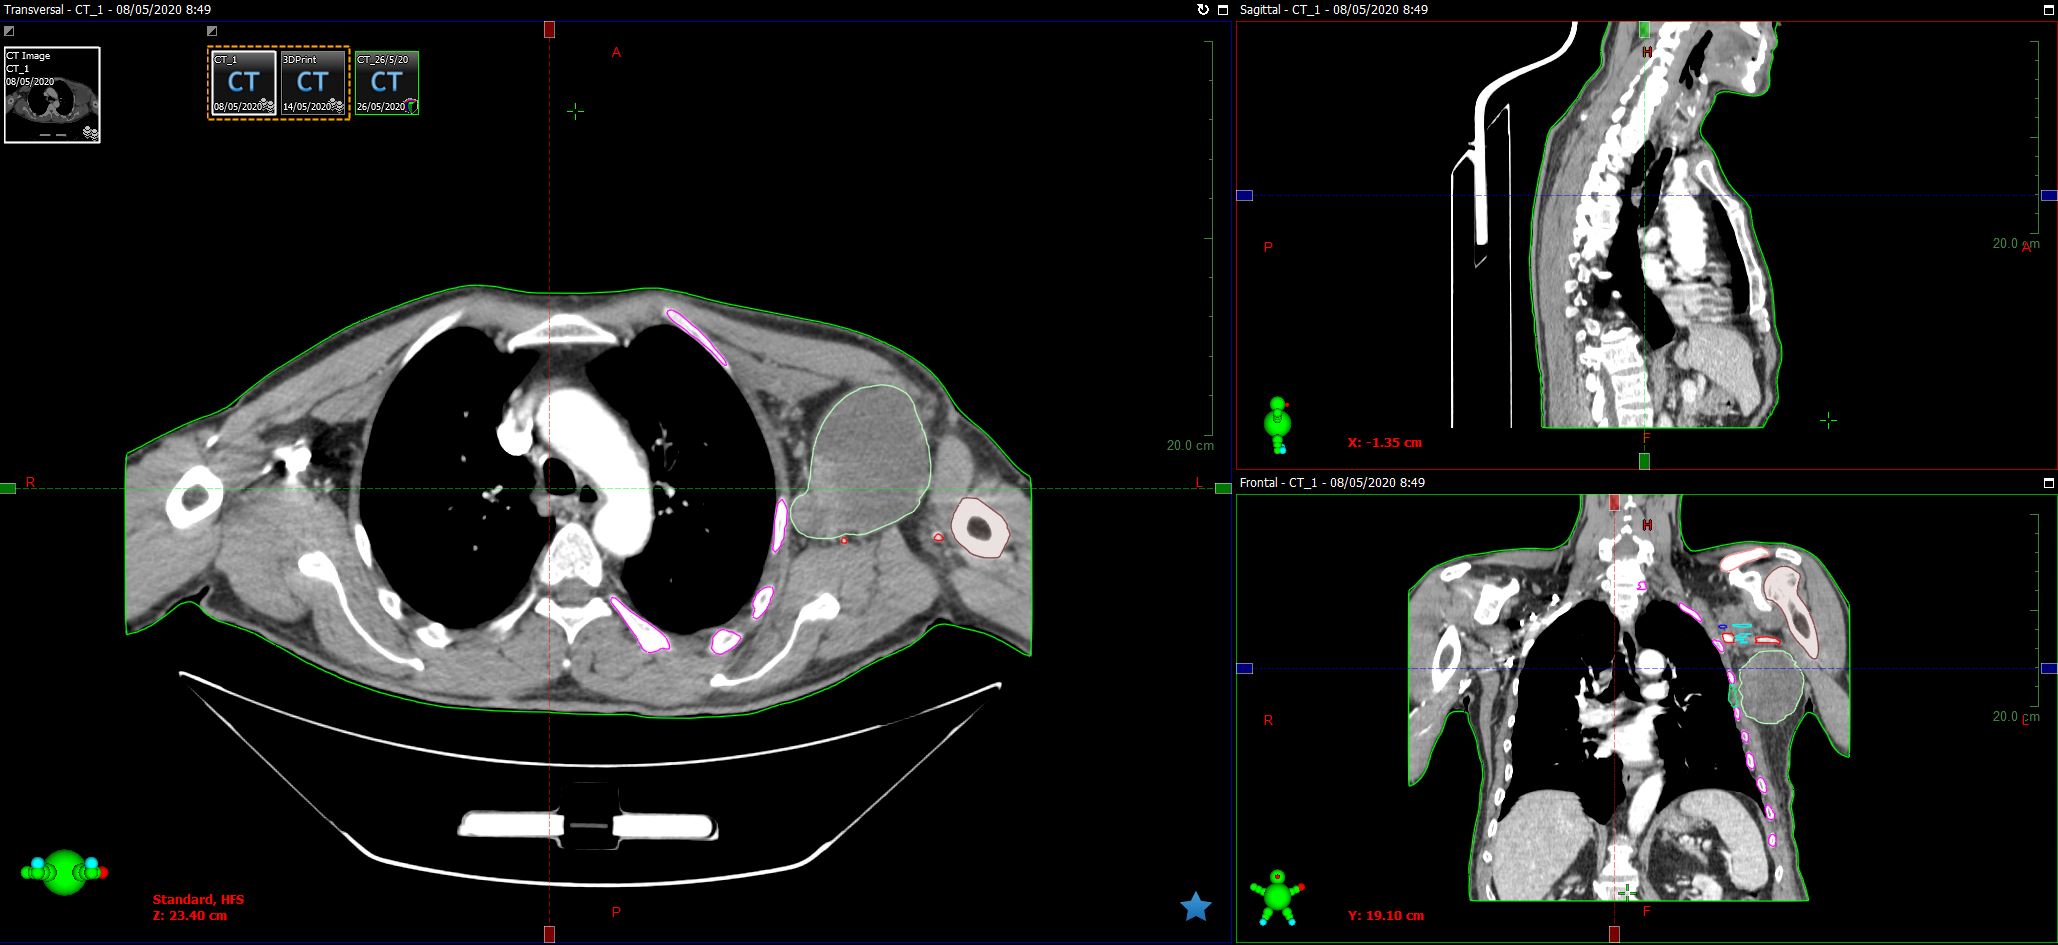 Transversal - CT_1 - 08/05/2020 8:49
CT Image
CT_1
08/05/2020
CT_1
CT
08/05/2020
3DPrint
CT
14/05/2020
CT_26/5/20
CT
26/05/2020
A
R
L
P
20.0 cm
Standard, HFS
Z: 23.40 cm
Sagittal - CT_1 - 08/05/2020 8:49
H
P
A
F
20.0 cm
X: -1.35 cm
Frontal - CT_1 - 08/05/2020 8:49
H
R
L
F
20.0 cm
Y: 19.10 cm